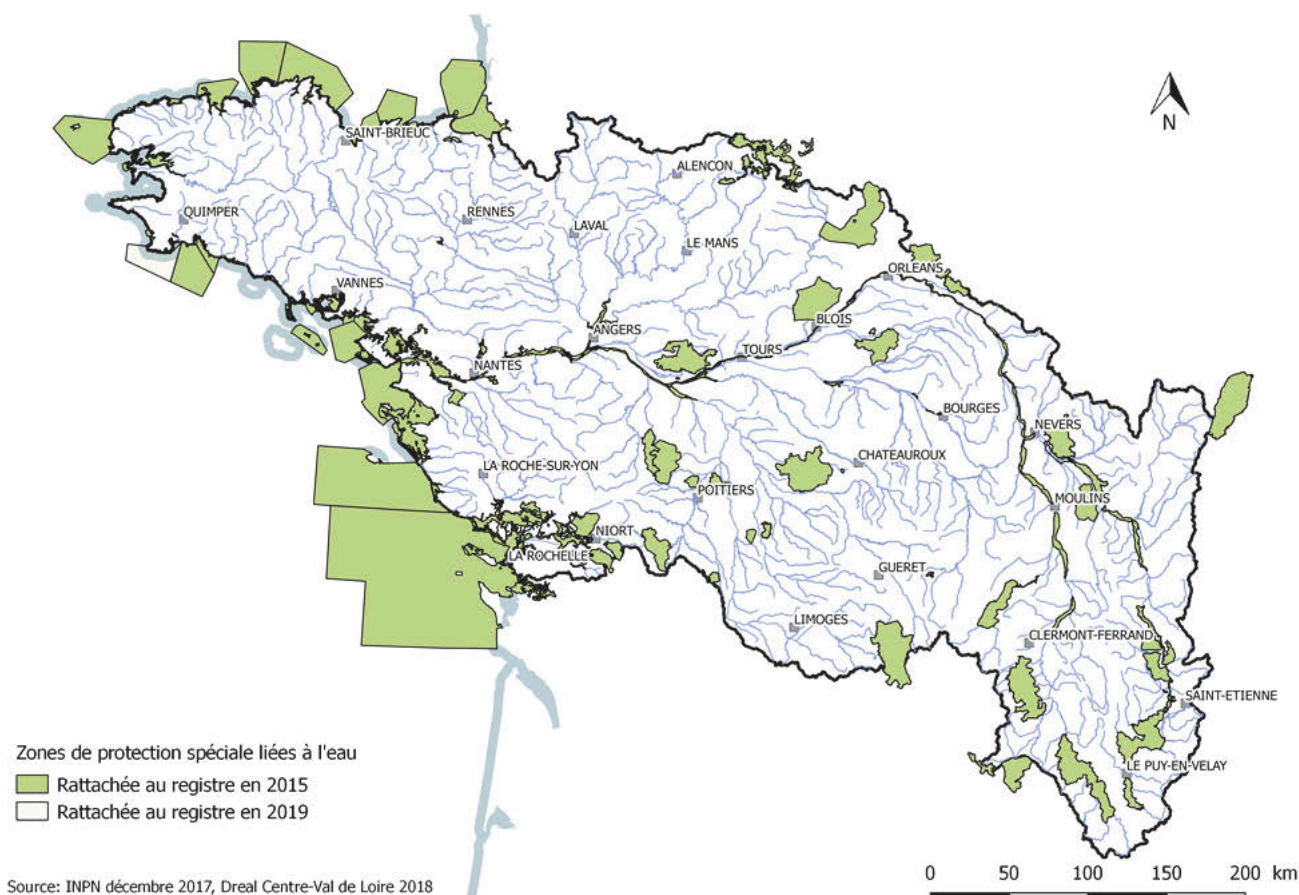 N
SAINT-BRIEUC
ALENCON
QUIMPER
RENNES
LAVAL
LE MANS
ORLEANS
VANNES
BLOIS
ANGERS
TOURS
NANTES
BOURGES
NEVERS
CHATEAUROUX
LA ROCHE-SUR-YON
POITIERS
MOULINS
NIORT
LA ROCHELLE
GUERET
LIMOGES
CLERMONT-FERRAND
SAINT-ETIENNE
LE PUY-EN-VELAY
Zones de protection spéciale liées à l'eau
Rattachée au registre en 2015
Rattachée au registre en 2019
0 50 100 150 200 km
Source: INPN décembre 2017, Dreal Centre-Val de Loire 2018